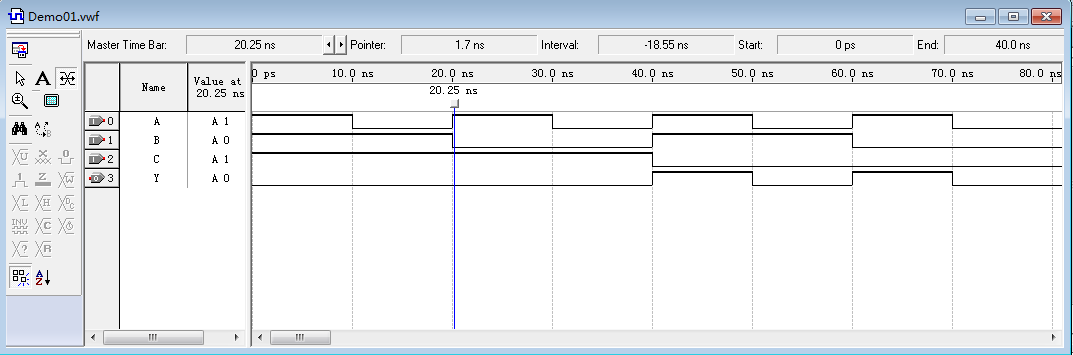 Demo01.vwf
Master Time Bar: 20.25 ns Pointer: 1.7 ns Interval: -18.55 ns Start: 0 ps End: 40.0 ns
Name Value at 20.25 ns
0 ps 10.0 ns 20.0 ns 30.0 ns 40.0 ns 50.0 ns 60.0 ns 70.0 ns 80.0 ns
20.25 ns
0 A A 1
1 B A 0
2 C A 1
3 Y A 0